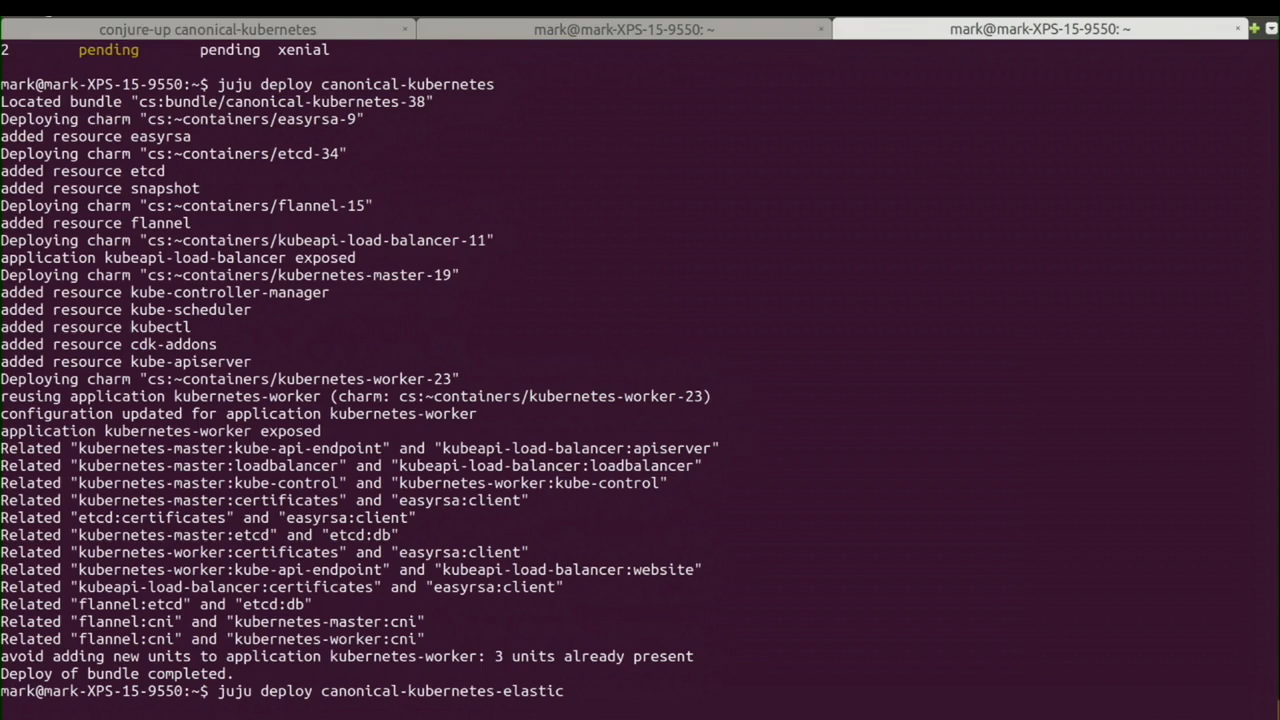 conjure-up canonical-kubernetes × mark@mark-XPS-15-9550: ~ × mark@mark-XPS-15-9550: ~ ×
2 pending pending xenial
mark@mark-XPS-15-9550:~$ juju deploy canonical-kubernetes
Located bundle "cs:bundle/canonical-kubernetes-38"
Deploying charm "cs:~containers/easyrsa-9"
added resource easyrsa
Deploying charm "cs:~containers/etcd-34"
added resource etcd
added resource snapshot
Deploying charm "cs:~containers/flannel-15"
added resource flannel
Deploying charm "cs:~containers/kubeapi-load-balancer-11"
application kubeapi-load-balancer exposed
Deploying charm "cs:~containers/kubernetes-master-19"
added resource kube-controller-manager
added resource kube-scheduler
added resource kubectl
added resource cdk-addons
added resource kube-apiserver
Deploying charm "cs:~containers/kubernetes-worker-23"
reusing application kubernetes-worker (charm: cs:~containers/kubernetes-worker-23)
configuration updated for application kubernetes-worker
application kubernetes-worker exposed
Related "kubernetes-master:kube-api-endpoint" and "kubeapi-load-balancer:apiserver"
Related "kubernetes-master:loadbalancer" and "kubeapi-load-balancer:loadbalancer"
Related "kubernetes-master:kube-control" and "kubernetes-worker:kube-control"
Related "kubernetes-master:certificates" and "easyrsa:client"
Related "etcd:certificates" and "easyrsa:client"
Related "kubernetes-master:etcd" and "etcd:db"
Related "kubernetes-worker:certificates" and "easyrsa:client"
Related "kubernetes-worker:kube-api-endpoint" and "kubeapi-load-balancer:website"
Related "kubeapi-load-balancer:certificates" and "easyrsa:client"
Related "flannel:etcd" and "etcd:db"
Related "flannel:cni" and "kubernetes-master:cni"
Related "flannel:cni" and "kubernetes-worker:cni"
avoid adding new units to application kubernetes-worker: 3 units already present
Deploy of bundle completed.
mark@mark-XPS-15-9550:~$ juju deploy canonical-kubernetes-elastic